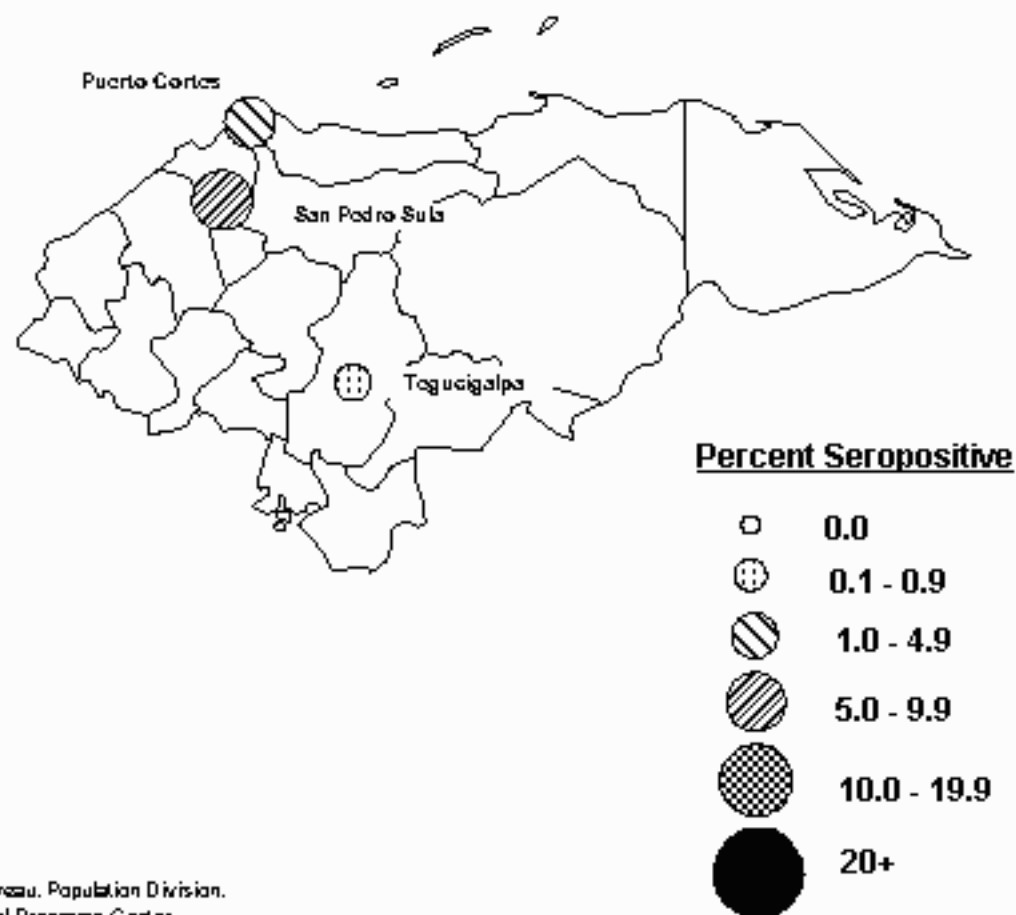 Puerto Cortes
San Pedro Sula
Tegucigalpa
Percent Seropositive
0.0
0.1 - 0.9
1.0 - 4.9
5.0 - 9.9
10.0 - 19.9
20+
Population Division.